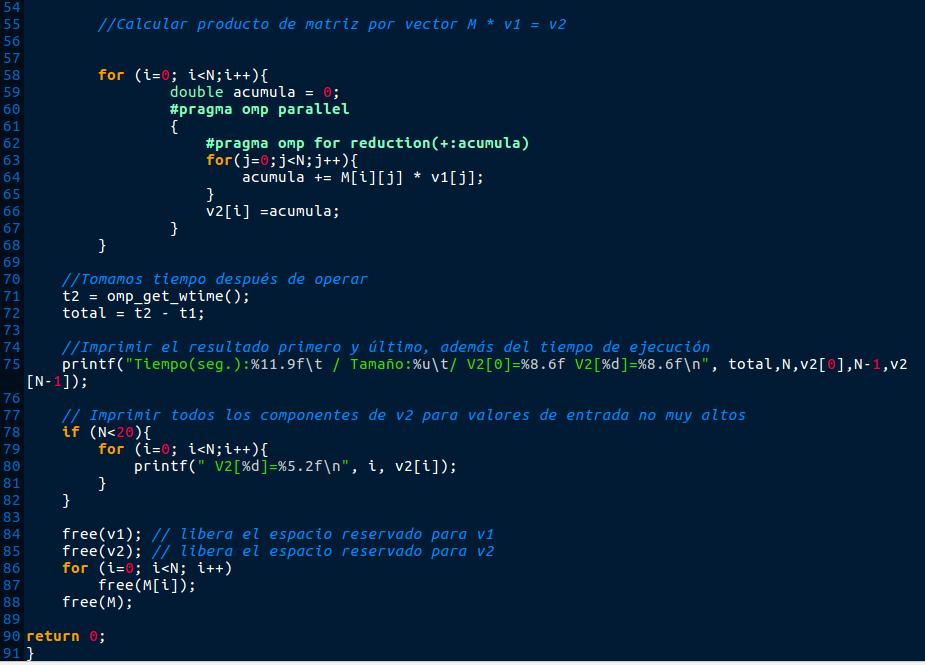 54
55 //Calcular producto de matriz por vector M * v1 = v2
56
57
58 for (i=0; i<N;i++){
59 double acumula = 0;
60 #pragma omp parallel
61 {
62 #pragma omp for reduction(+:acumula)
63 for(j=0;j<N;j++){
64 acumula += M[i][j] * v1[j];
65 }
66 v2[i] =acumula;
67 }
68 }
69
70 //Tomamos tiempo después de operar
71 t2 = omp_get_wtime();
72 total = t2 - t1;
73
74 //Imprimir el resultado primero y último, además del tiempo de ejecución
75 printf("Tiempo(seg.):%11.9f\t / Tamaño:%u\t/ V2[0]=%8.6f V2[%d]=%8.6f\n", total,N,v2[0],N-1,v2
[N-1]);
76
77 // Imprimir todos los componentes de v2 para valores de entrada no muy altos
78 if (N<20){
79 for (i=0; i<N;i++){
80 printf(" V2[%d]=%5.2f\n", i, v2[i]);
81 }
82 }
83
84 free(v1); // libera el espacio reservado para v1
85 free(v2); // libera el espacio reservado para v2
86 for (i=0; i<N; i++)
87 free(M[i]);
88 free(M);
89
90 return 0;
91 }